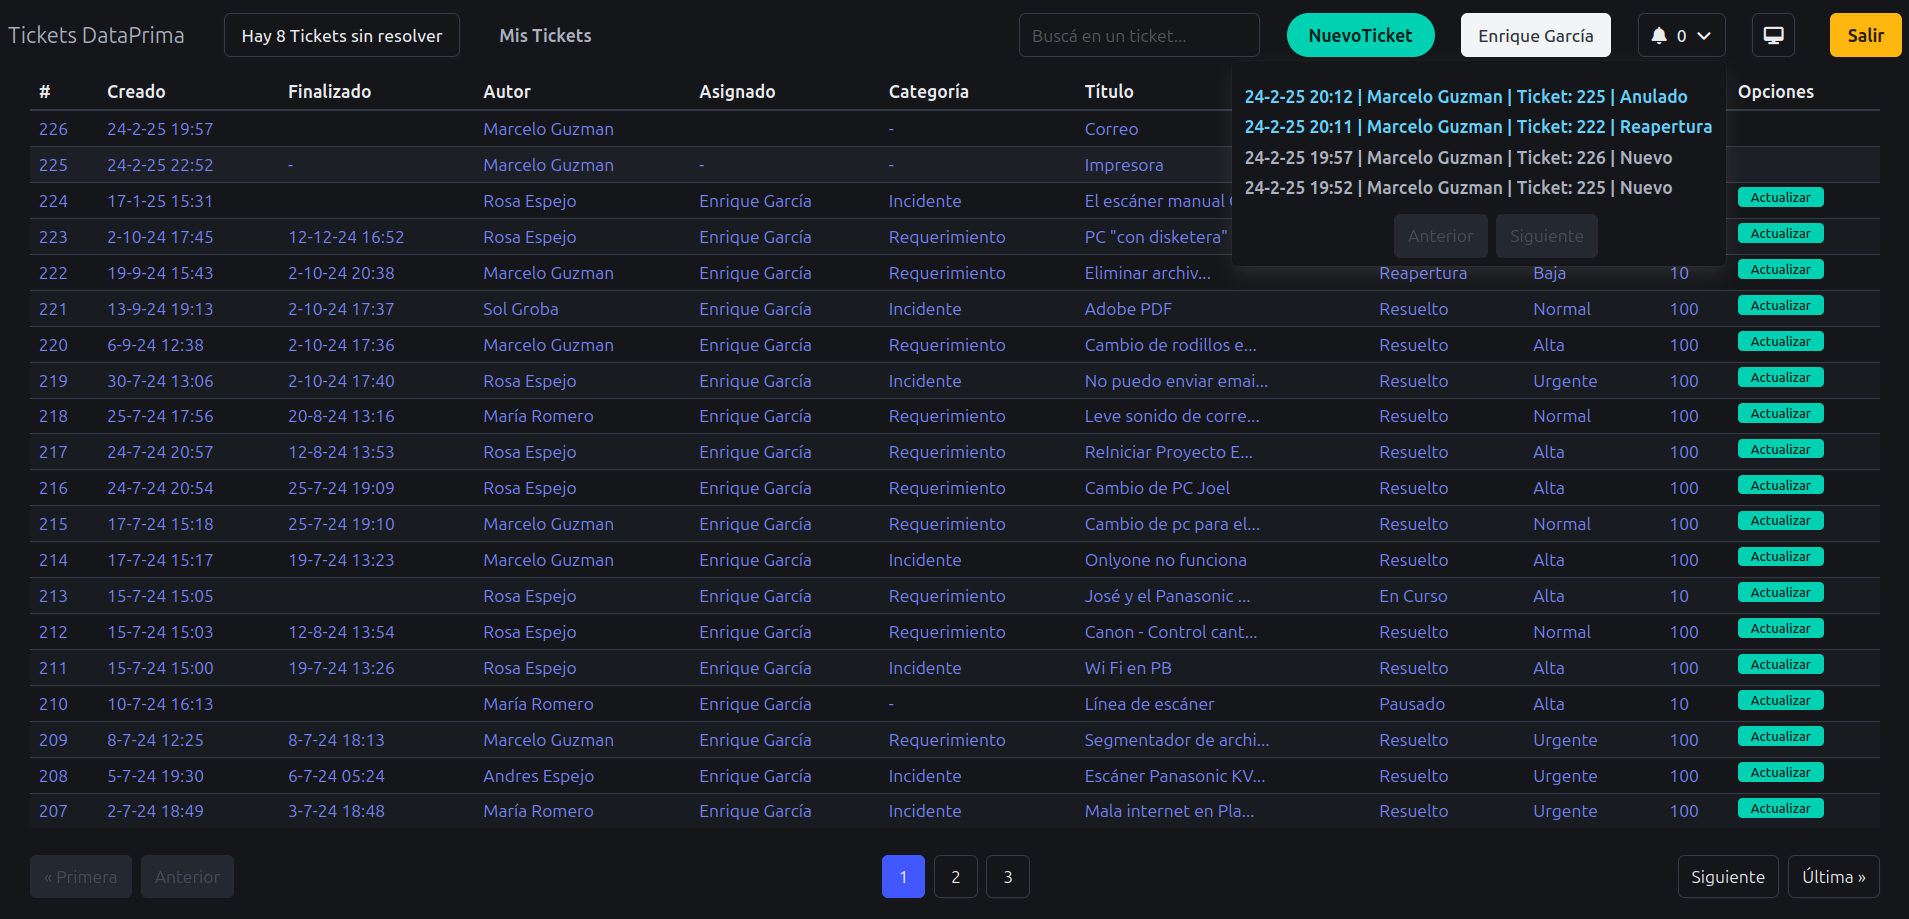 Tickets DataPrima Hay 8 Tickets sin resolver Mis Tickets Buscá en un ticket... NuevoTicket Enrique García 0 Salir
# Creado Finalizado Autor Asignado Categoría Título Opciones
24-2-25 20:12 | Marcelo Guzman | Ticket: 225 | Anulado
24-2-25 20:11 | Marcelo Guzman | Ticket: 222 | Reapertura
24-2-25 19:57 | Marcelo Guzman | Ticket: 226 | Nuevo
24-2-25 19:52 | Marcelo Guzman | Ticket: 225 | Nuevo
Anterior Siguiente
226 24-2-25 19:57 Marcelo Guzman - Correo
225 24-2-25 22:52 - Marcelo Guzman - - Impresora
224 17-1-25 15:31 Rosa Espejo Enrique García Incidente El escáner manual Actualizar
223 2-10-24 17:45 12-12-24 16:52 Rosa Espejo Enrique García Requerimiento PC "con disketera" Actualizar
222 19-9-24 15:43 2-10-24 20:38 Marcelo Guzman Enrique García Requerimiento Eliminar archiv... Reapertura Baja 10 Actualizar
221 13-9-24 19:13 2-10-24 17:37 Sol Groba Enrique García Incidente Adobe PDF Resuelto Normal 100 Actualizar
220 6-9-24 12:38 2-10-24 17:36 Marcelo Guzman Enrique García Requerimiento Cambio de rodillos e... Resuelto Alta 100 Actualizar
219 30-7-24 13:06 2-10-24 17:40 Rosa Espejo Enrique García Incidente No puedo enviar emai... Resuelto Urgente 100 Actualizar
218 25-7-24 17:56 20-8-24 13:16 María Romero Enrique García Requerimiento Leve sonido de corre... Resuelto Normal 100 Actualizar
217 24-7-24 20:57 12-8-24 13:53 Rosa Espejo Enrique García Requerimiento ReIniciar Proyecto E... Resuelto Alta 100 Actualizar
216 24-7-24 20:54 25-7-24 19:09 Rosa Espejo Enrique García Requerimiento Cambio de PC Joel Resuelto Alta 100 Actualizar
215 17-7-24 15:18 25-7-24 19:10 Marcelo Guzman Enrique García Requerimiento Cambio de pc para el... Resuelto Normal 100 Actualizar
214 17-7-24 15:17 19-7-24 13:23 Marcelo Guzman Enrique García Incidente Onlyone no funciona Resuelto Alta 100 Actualizar
213 15-7-24 15:05 Rosa Espejo Enrique García Requerimiento José y el Panasonic ... En Curso Alta 10 Actualizar
212 15-7-24 15:03 12-8-24 13:54 Rosa Espejo Enrique García Requerimiento Canon - Control cant... Resuelto Normal 100 Actualizar
211 15-7-24 15:00 19-7-24 13:26 Rosa Espejo Enrique García Incidente Wi Fi en PB Resuelto Alta 100 Actualizar
210 10-7-24 16:13 María Romero Enrique García - Línea de escáner Pausado Alta 10 Actualizar
209 8-7-24 12:25 8-7-24 18:13 Marcelo Guzman Enrique García Requerimiento Segmentador de archi... Resuelto Urgente 100 Actualizar
208 5-7-24 19:30 6-7-24 05:24 Andres Espejo Enrique García Incidente Escáner Panasonic KV... Resuelto Urgente 100 Actualizar
207 2-7-24 18:49 3-7-24 18:48 María Romero Enrique García Incidente Mala internet en Pla... Resuelto Urgente 100 Actualizar
« Primera Anterior 1 2 3 Siguiente Última »